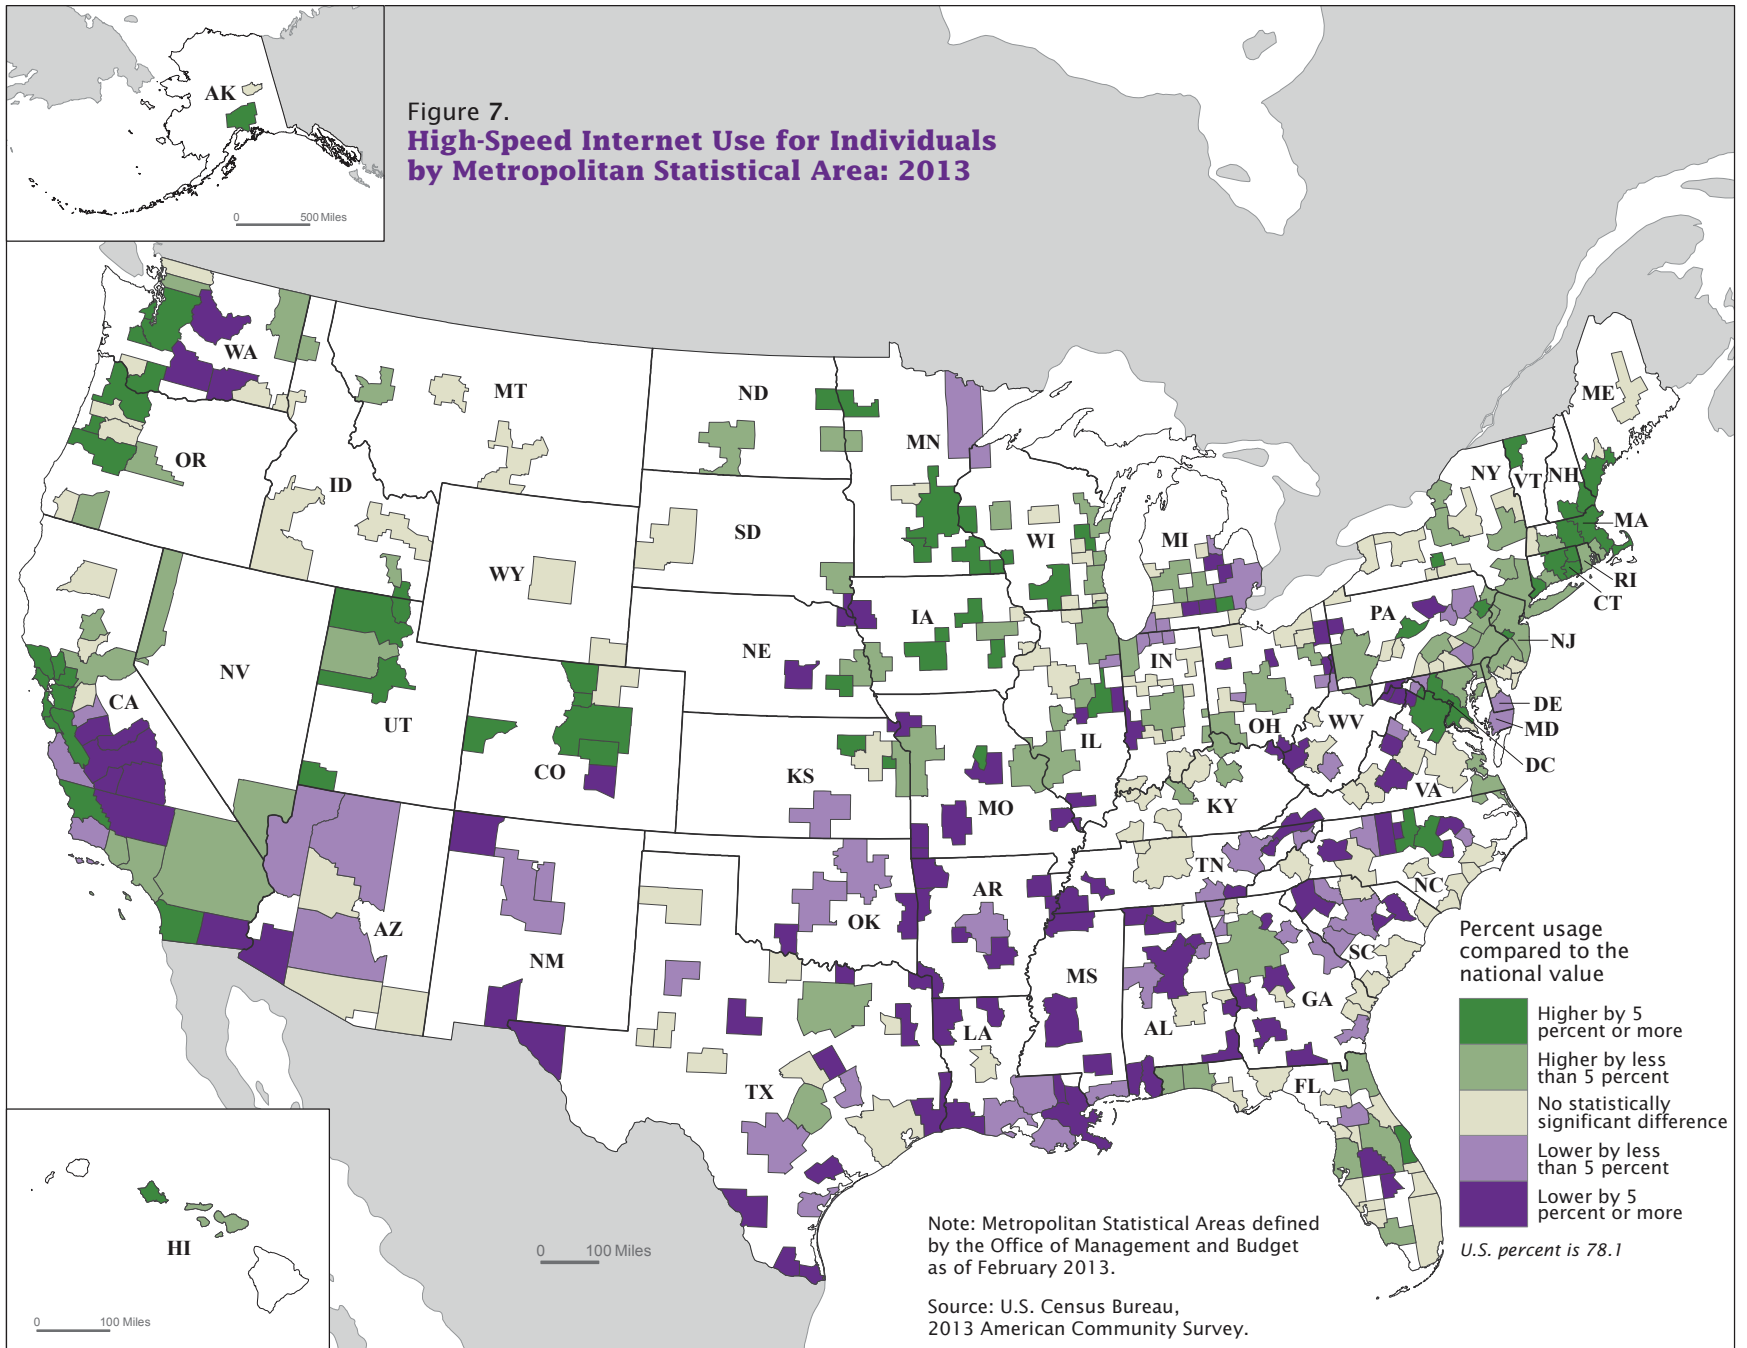 AK
0 500 Miles
Figure 7.
High-Speed Internet Use for Individuals
by Metropolitan Statistical Area: 2013
WA
MT
ND
MN
ME
OR
ID
SD
WI
MI
NY
VT
NH
MA
RI
CT
WY
IA
NE
PA
NJ
NV
CA
UT
CO
KS
MO
IL
IN
OH
WV
DE
MD
DC
VA
KY
AZ
NM
OK
AR
TN
NC
SC
MS
AL
GA
LA
TX
FL
Percent usage
compared to the
national value
Higher by 5
percent or more
Higher by less
than 5 percent
No statistically
significant difference
Lower by less
than 5 percent
Lower by 5
percent or more
U.S. percent is 78.1
HI
0 100 Miles
0 100 Miles
Note: Metropolitan Statistical Areas defined
by the Office of Management and Budget
as of February 2013.
Source: U.S. Census Bureau,
2013 American Community Survey.